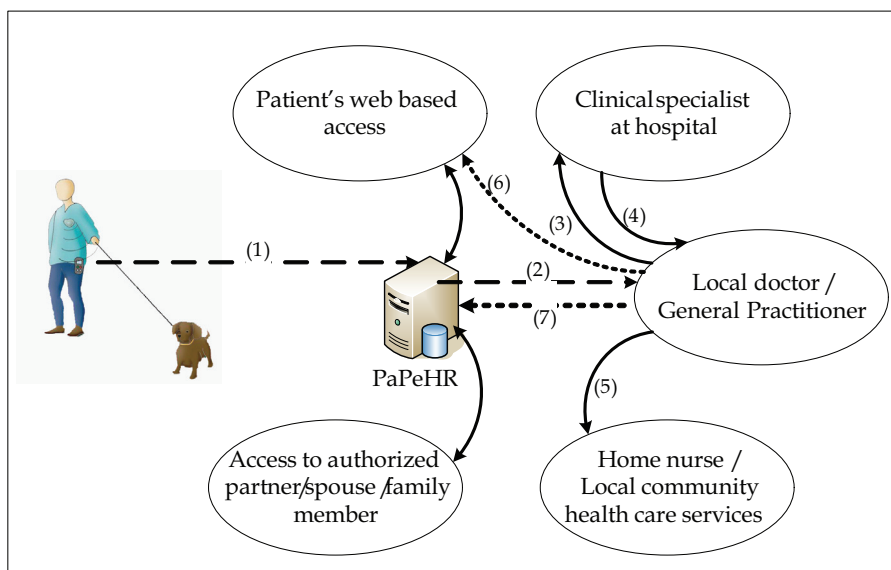 Patient's web based
access
Clinical specialist
at hospital
(6)
(3)
(4)
(1)
(2)
Local doctor /
General Practitioner
(7)
PaPeHR
(5)
Access to authorized
partner/spouse /family
member
Home nurse /
Local community
health care services